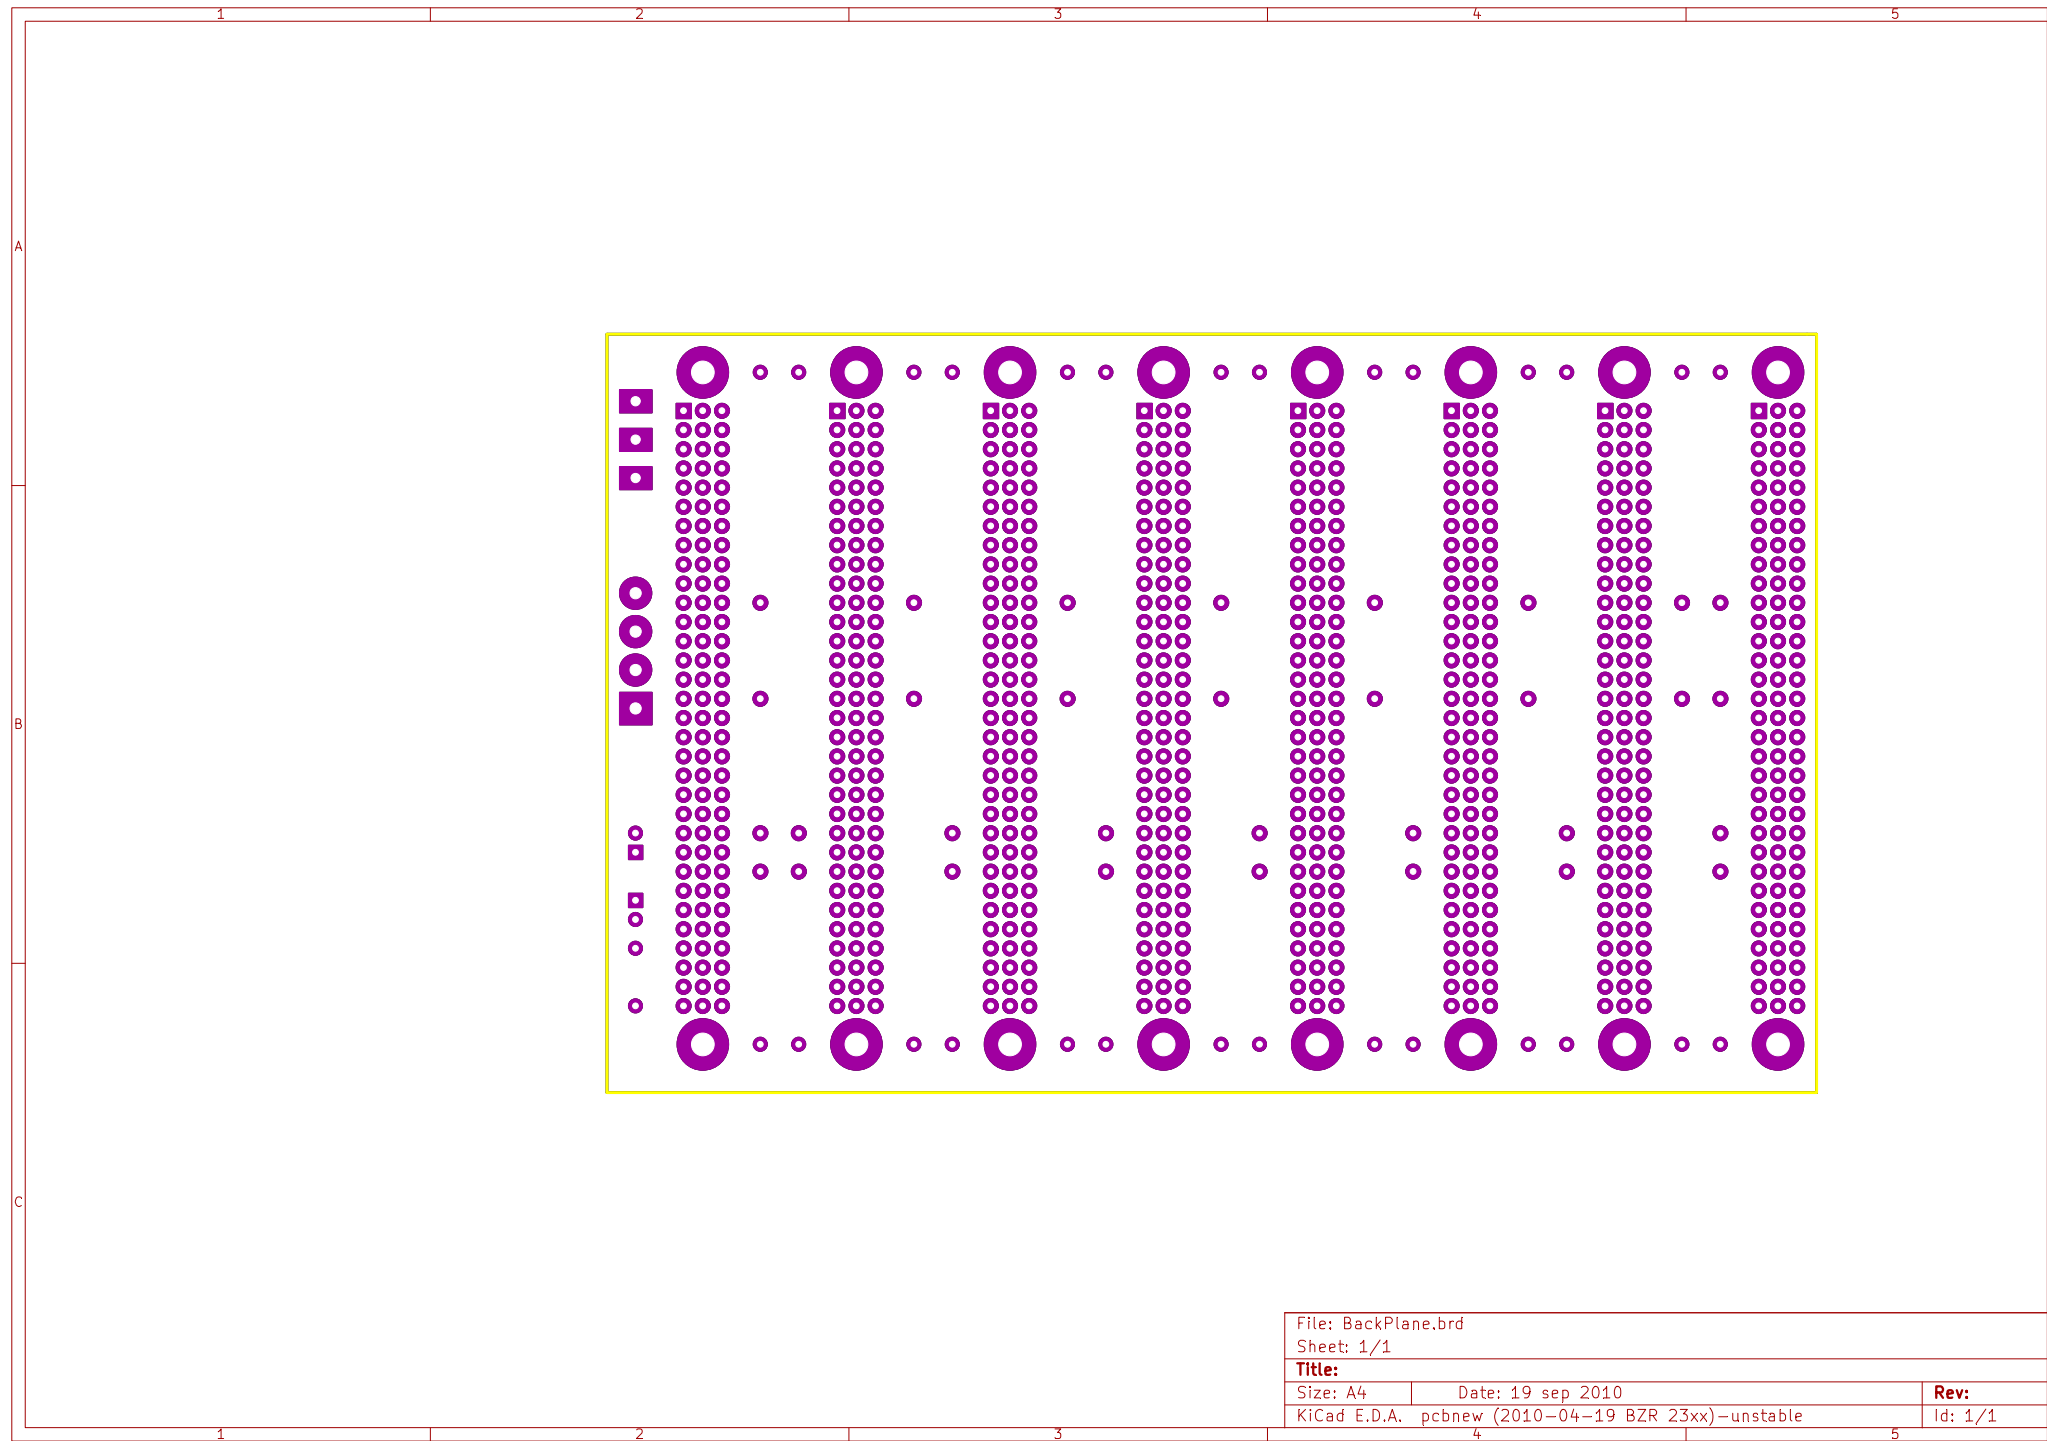 1 2 3 4 5
A
B
C
File: BackPlane.brd
Sheet: 1/1
Title:
Size: A4 Date: 19 sep 2010 Rev:
KiCad E.D.A. pcbnew (2010-04-19 BZR 23xx)-unstable Id: 1/1
1 2 3 4 5